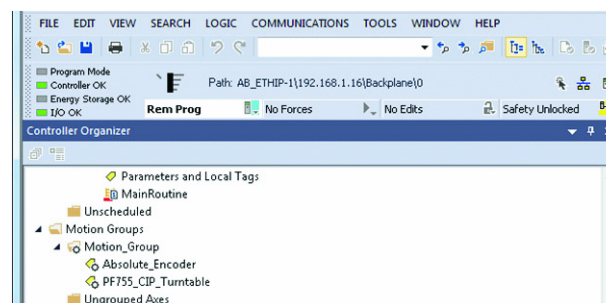 FILE EDIT VIEW SEARCH LOGIC COMMUNICATIONS TOOLS WINDOW HELP
Program Mode
Controller OK
Energy Storage OK
I/O OK
Path: AB_ETHIP-1\192.168.1.16\Backplane\0
Rem Prog No Forces No Edits Safety Unlocked
Controller Organizer
Parameters and Local Tags
MainRoutine
Unscheduled
Motion Groups
Motion_Group
Absolute_Encoder
PF755_CIP_Turntable
Ungrouped Axes